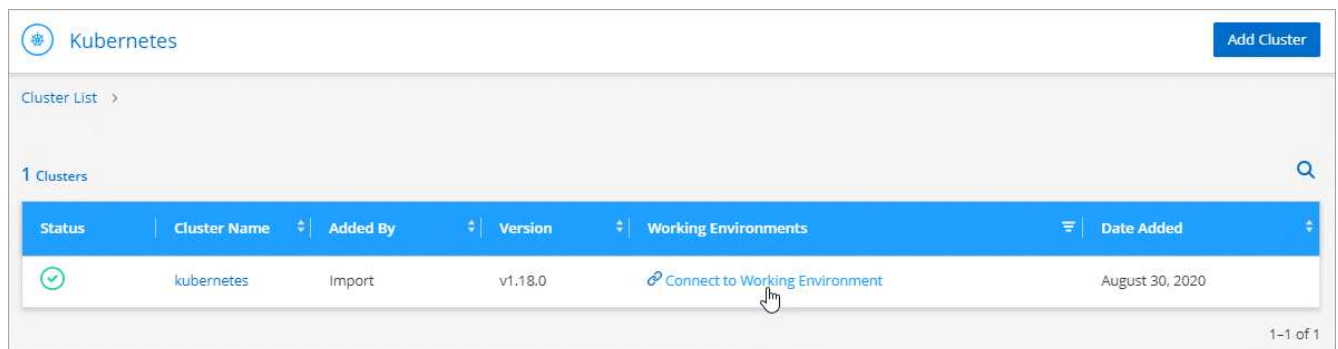 Kubernetes
Add Cluster
Cluster List >
1 Clusters
Status Cluster Name Added By Version Working Environments Date Added
kubernetes Import v1.18.0 Connect to Working Environment August 30, 2020
1–1 of 1